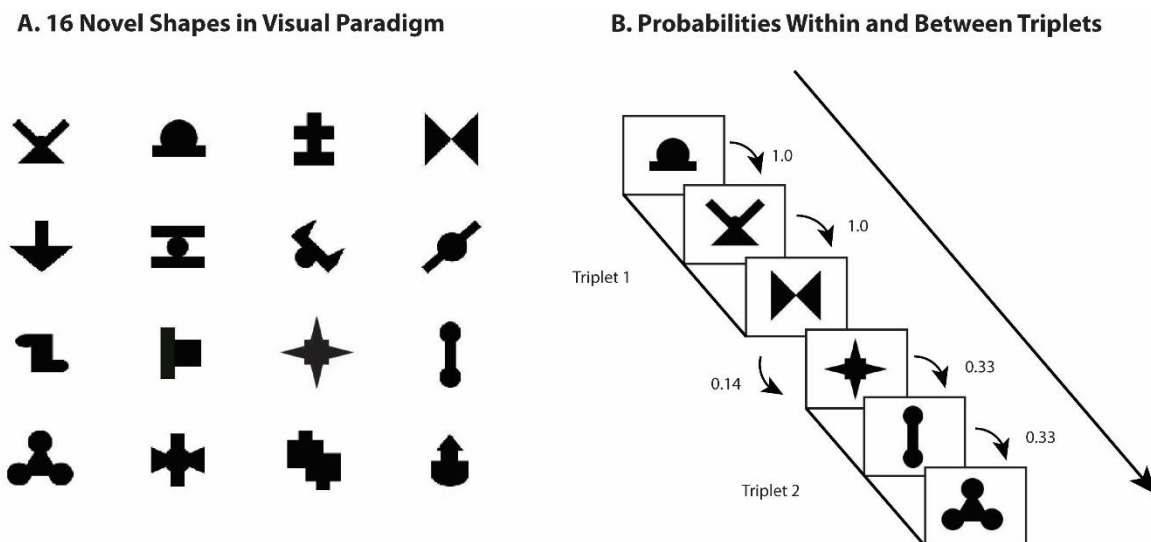 A. 16 Novel Shapes in Visual Paradigm
B. Probabilities Within and Between Triplets
1.0
1.0
Triplet 1
0.14
0.33
0.33
Triplet 2